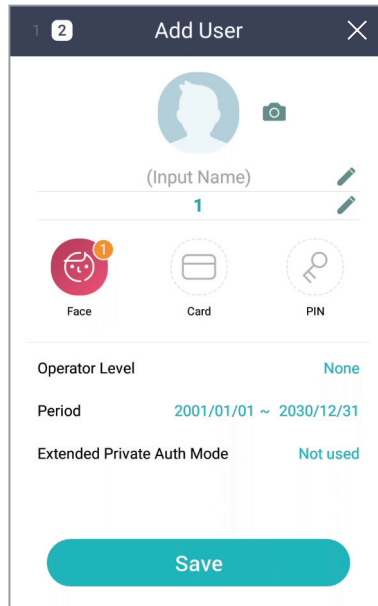 1 2 Add User
(Input Name)
1
1
Face Card PIN
Operator Level None
Period 2001/01/01 ~ 2030/12/31
Extended Private Auth Mode Not used
Save